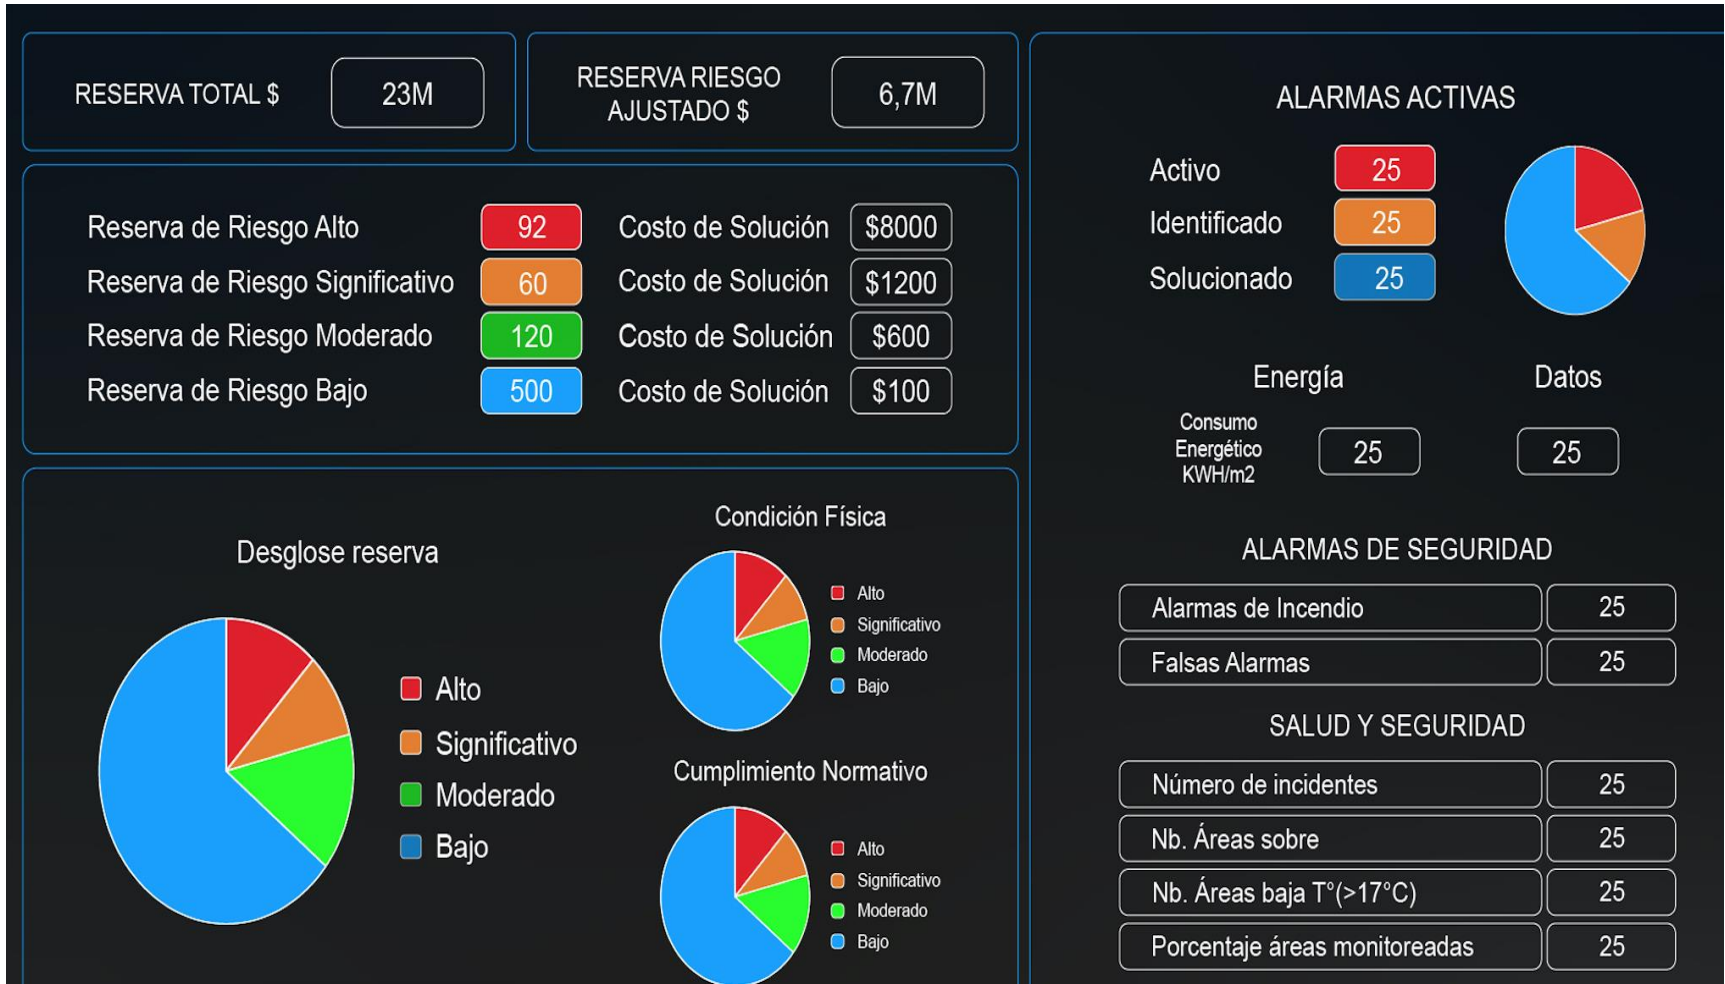 RESERVA TOTAL $ 23M
RESERVA RIESGO
AJUSTADO $ 6,7M
Reserva de Riesgo Alto 92 Costo de Solución $8000
Reserva de Riesgo Significativo 60 Costo de Solución $1200
Reserva de Riesgo Moderado 120 Costo de Solución $600
Reserva de Riesgo Bajo 500 Costo de Solución $100
Desglose reserva
Alto
Significativo
Moderado
Bajo
Condición Física
Alto
Significativo
Moderado
Bajo
Cumplimiento Normativo
Alto
Significativo
Moderado
Bajo
ALARMAS ACTIVAS
Activo 25
Identificado 25
Solucionado 25
Energía Datos
Consumo
Energético
KWH/m2
25 25
ALARMAS DE SEGURIDAD
Alarmas de Incendio 25
Falsas Alarmas 25
SALUD Y SEGURIDAD
Número de incidentes 25
Nb. Áreas sobre 25
Nb. Áreas baja T°(>17°C) 25
Porcentaje áreas monitoreadas 25